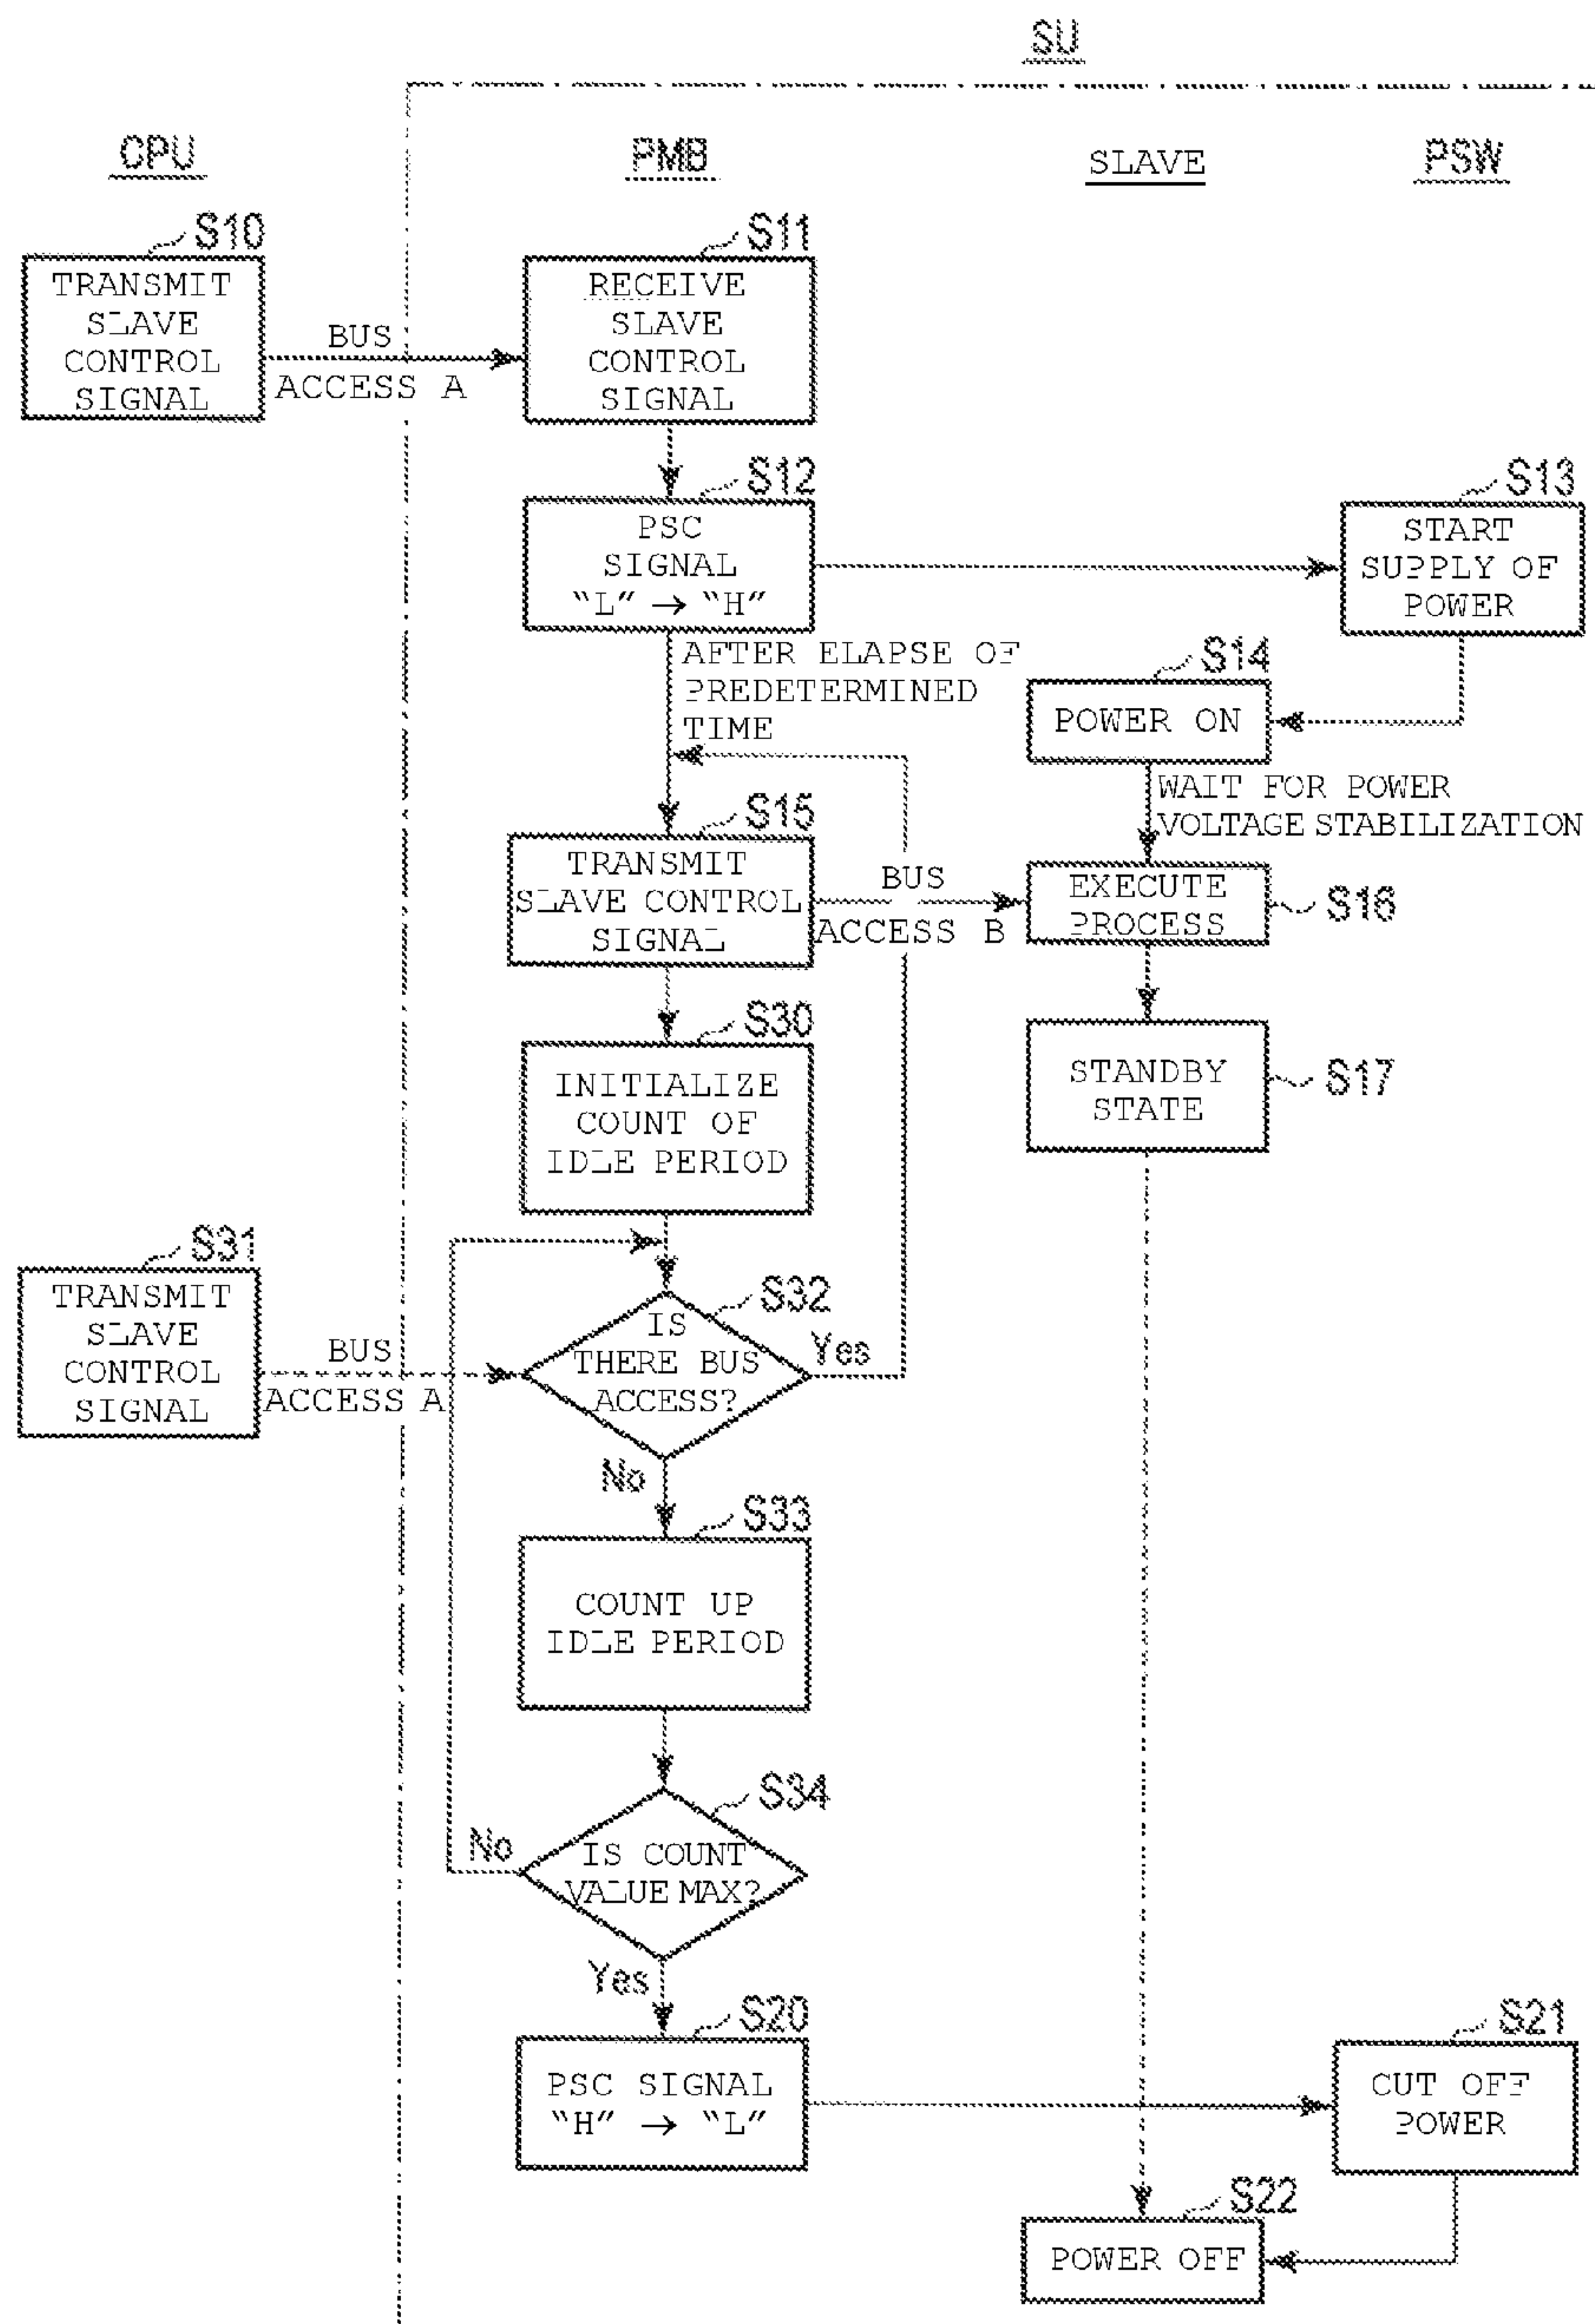 SU
CPU
PMB
SLAVE
PSW
S10
TRANSMIT
SLAVE
CONTROL
SIGNAL
BUS
ACCESS A
S11
RECEIVE
SLAVE
CONTROL
SIGNAL
S12
PSC
SIGNAL
"L" → "H"
S13
START
SUPPLY OF
POWER
AFTER ELAPSE OF
PREDETERMINED
TIME
S14
POWER ON
WAIT FOR POWER
VOLTAGE STABILIZATION
S15
TRANSMIT
SLAVE CONTROL
SIGNAL
BUS
ACCESS B
EXECUTE
PROCESS
S16
S30
INITIALIZE
COUNT OF
IDLE PERIOD
STANDBY
STATE
S17
S31
TRANSMIT
SLAVE
CONTROL
SIGNAL
BUS
ACCESS A
S32
IS
THERE BUS
ACCESS?
Yes
No
S33
COUNT UP
IDLE PERIOD
S34
IS COUNT
VALUE MAX?
No
Yes
S20
PSC SIGNAL
"H" → "L"
S21
CUT OFF
POWER
S22
POWER OFF